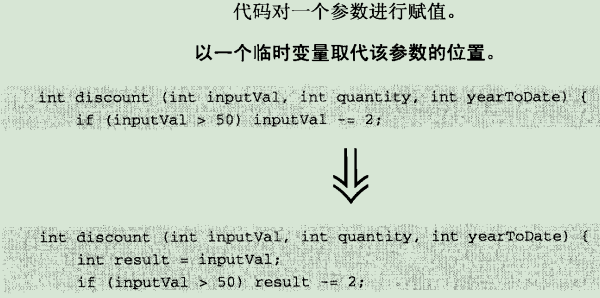 代码对一个参数进行赋值。
以一个临时变量取代该参数的位置。
int discount (int inputVal, int quantity, int yearToDate) {
if (inputVal > 50) inputVal -= 2;
int discount (int inputVal, int quantity, int yearToDate) {
int result = inputVal;
if (inputVal > 50) result -= 2;